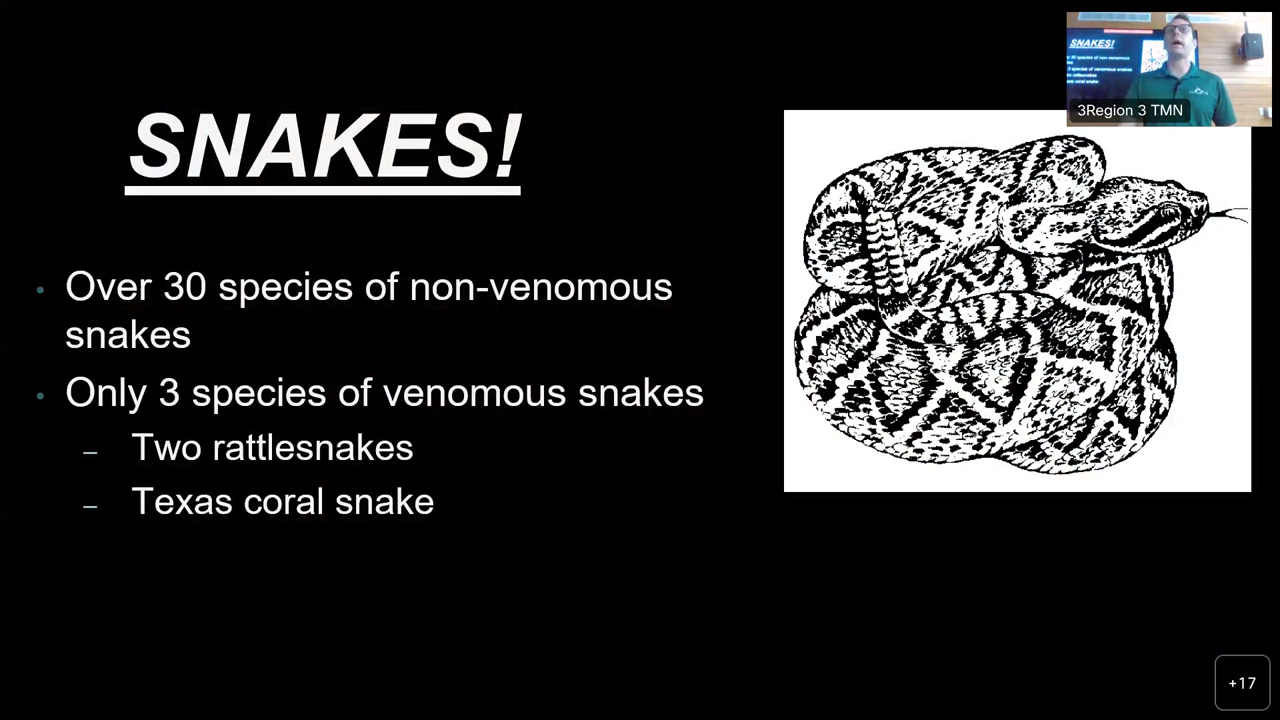 SNAKES!
Over 30 species of non-venomous
snakes
Only 3 species of venomous snakes
Two rattlesnakes
Texas coral snake
SNAKES!
3Region 3 TMN
+17